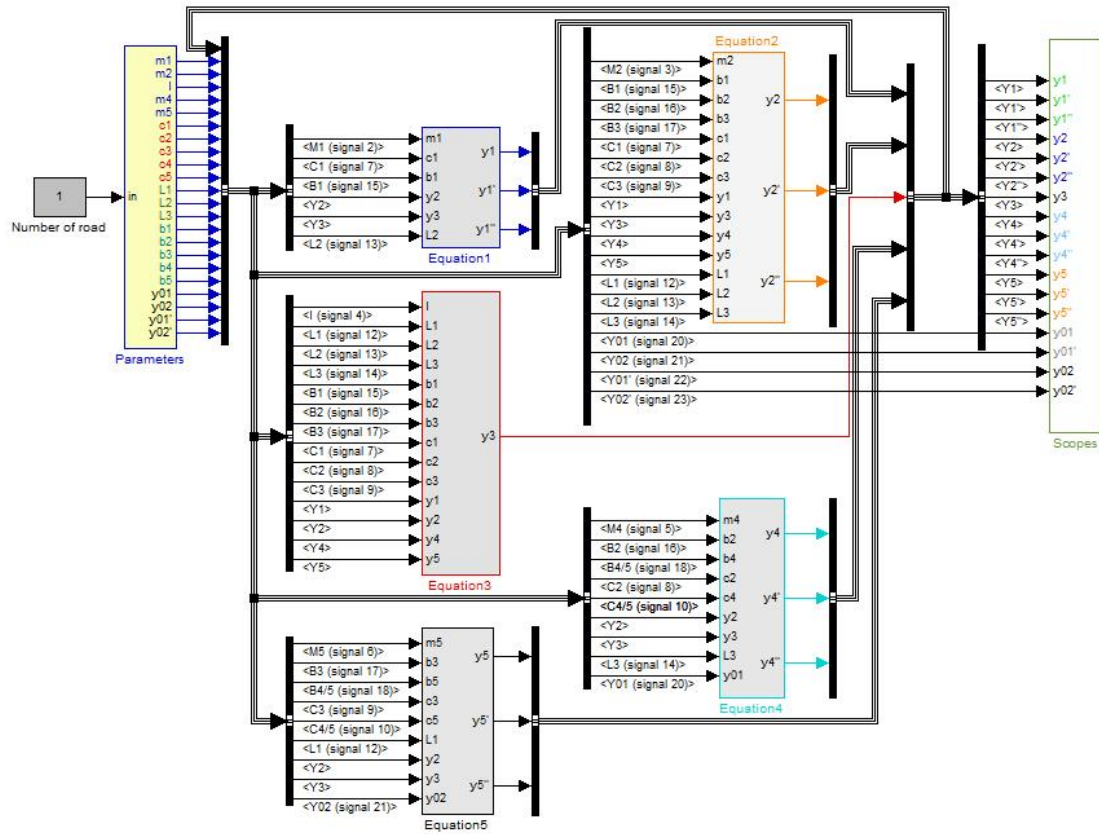 1
Number of road
in
m1
m2
I
m4
m5
c1
c2
c3
c4
c5
L1
L2
L3
b1
b2
b3
b4
b5
y01
y02
y01'
y02'
Parameters
<M1 (signal 2)>
<C1 (signal 7)>
<B1 (signal 15)>
<Y2>
<Y3>
<L2 (signal 13)>
m1
c1
b1
y2
y3
L2
y1
y1'
y1''
Equation1
<I (signal 4)>
<L1 (signal 12)>
<L2 (signal 13)>
<L3 (signal 14)>
<B1 (signal 15)>
<B2 (signal 16)>
<B3 (signal 17)>
<C1 (signal 7)>
<C2 (signal 8)>
<C3 (signal 9)>
<Y1>
<Y2>
<Y4>
<Y5>
I
L1
L2
L3
b1
b2
b3
c1
c2
c3
y1
y2
y4
y5
y3
Equation3
<M5 (signal 6)>
<B3 (signal 17)>
<B4/5 (signal 18)>
<C3 (signal 9)>
<C4/5 (signal 10)>
<L1 (signal 12)>
<Y2>
<Y3>
<Y02 (signal 21)>
m5
b3
b5
c3
c5
L1
y2
y3
y02
y5
y5'
y5''
Equation5
Equation2
<M2 (signal 3)>
<B1 (signal 15)>
<B2 (signal 16)>
<B3 (signal 17)>
<C1 (signal 7)>
<C2 (signal 8)>
<C3 (signal 9)>
<Y1>
<Y3>
<Y4>
<Y5>
<L1 (signal 12)>
<L2 (signal 13)>
<L3 (signal 14)>
<Y01 (signal 20)>
<Y02 (signal 21)>
<Y01' (signal 22)>
<Y02' (signal 23)>
m2
b1
b2
b3
c1
c2
c3
y1
y3
y4
y5
L1
L2
L3
y2
y2'
y2''
<M4 (signal 5)>
<B2 (signal 16)>
<B4/5 (signal 18)>
<C2 (signal 8)>
<C4/5 (signal 10)>
<Y2>
<Y3>
<L3 (signal 14)>
<Y01 (signal 20)>
m4
b2
b4
c2
c4
y2
y3
L3
y01
y4
y4'
y4''
Equation4
<Y1>
<Y1'>
<Y1''>
<Y2>
<Y2'>
<Y2''>
<Y3>
<Y4>
<Y4'>
<Y4''>
<Y5>
<Y5'>
<Y5''>
y1
y1'
y1''
y2
y2'
y2''
y3
y4
y4'
y4''
y5
y5'
y5''
y01
y01'
y02
y02'
Scopes